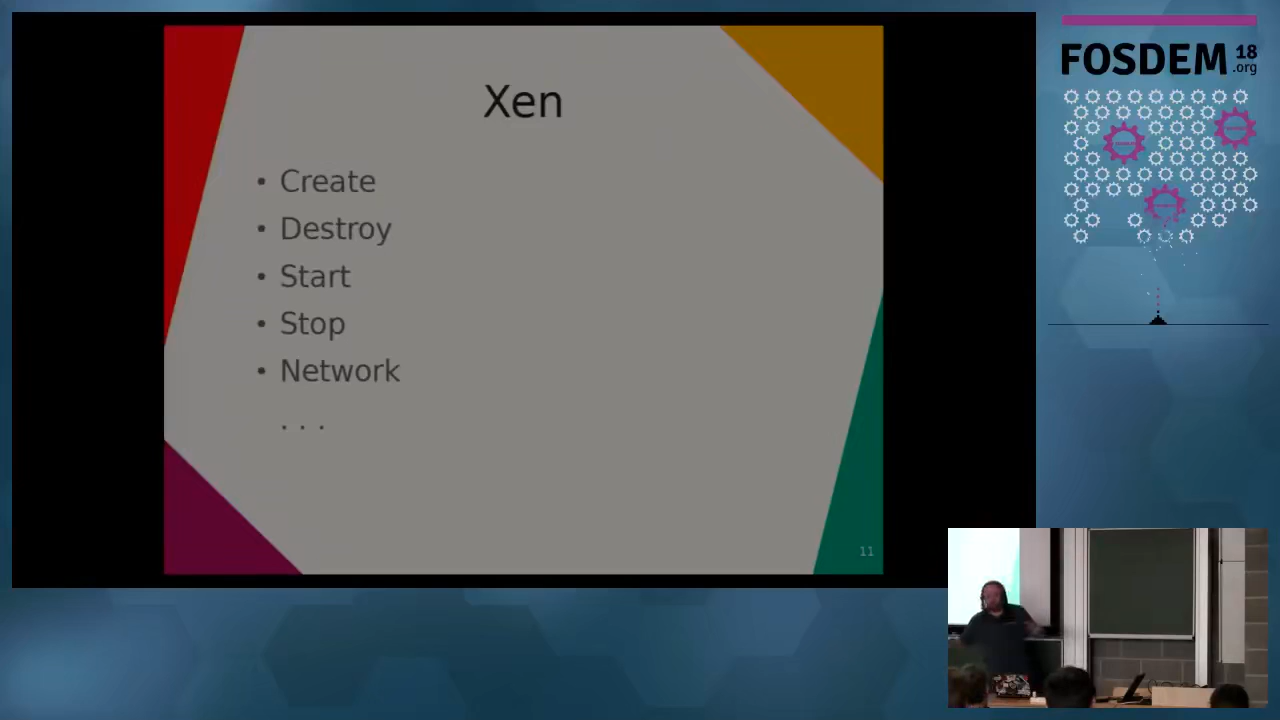 Xen
• Create
• Destroy
• Start
• Stop
• Network
. . .
11
FOSDEM 18
.org